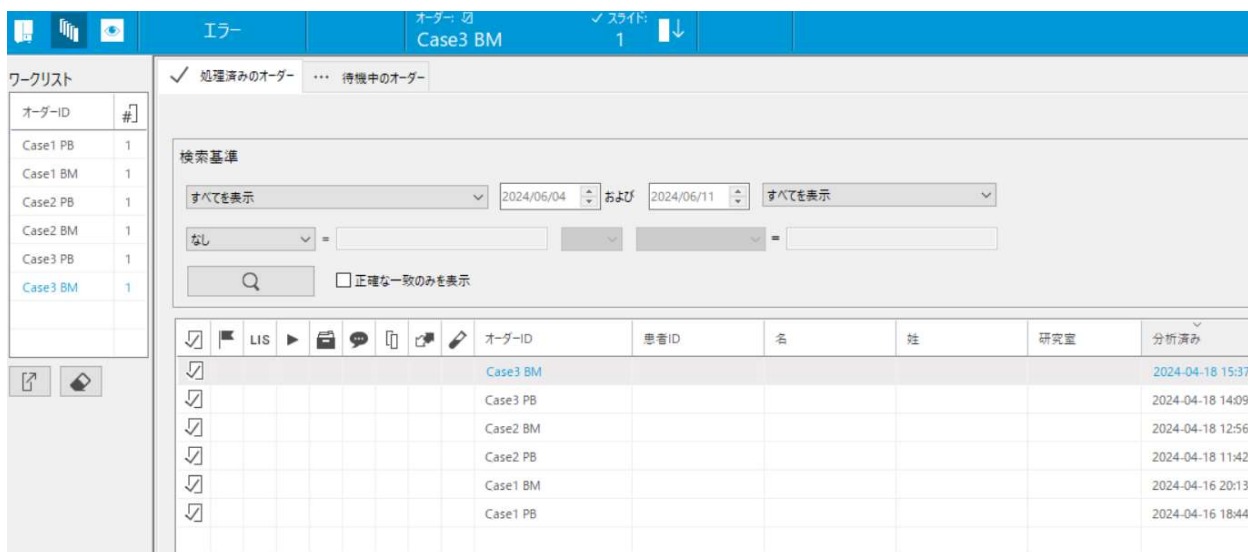 エラー
オーダー:
Case3 BM
スライド:
1
ワークリスト
オーダーID #
Case1 PB 1
Case1 BM 1
Case2 PB 1
Case2 BM 1
Case3 PB 1
Case3 BM 1
処理済みのオーダー
··· 待機中のオーダー
検索基準
すべてを表示 2024/06/04 および 2024/06/11 すべてを表示
なし = =
正確な一致のみを表示
LIS オーダーID 患者ID 名 姓 研究室 分析済み
Case3 BM 2024-04-18 15:37
Case3 PB 2024-04-18 14:09
Case2 BM 2024-04-18 12:56
Case2 PB 2024-04-18 11:42
Case1 BM 2024-04-16 20:13
Case1 PB 2024-04-16 18:44